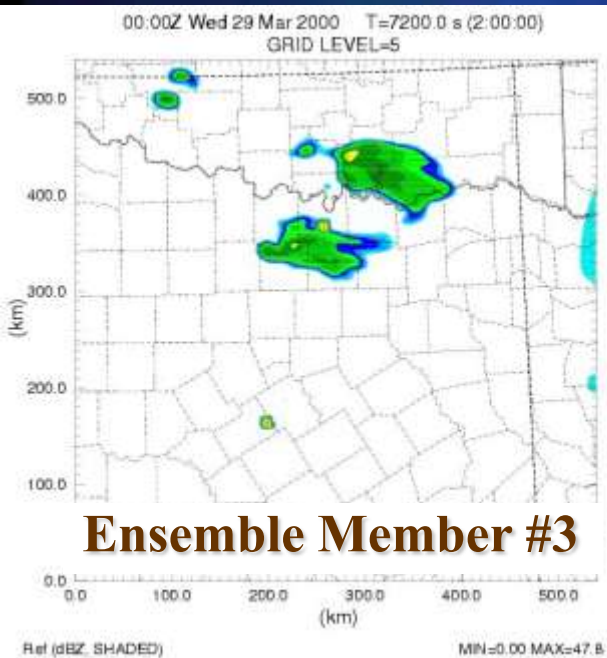 00:00Z Wed 29 Mar 2000 T=7200.0 s (2:00:00)
GRID LEVEL=5
500.0
400.0
300.0
200.0
100.0
0.0
(km)
Ensemble Member #3
0.0 100.0 200.0 300.0 400.0 500.0
(km)
Ref (dBZ, SHADED) MIN=0.00 MAX=47.8